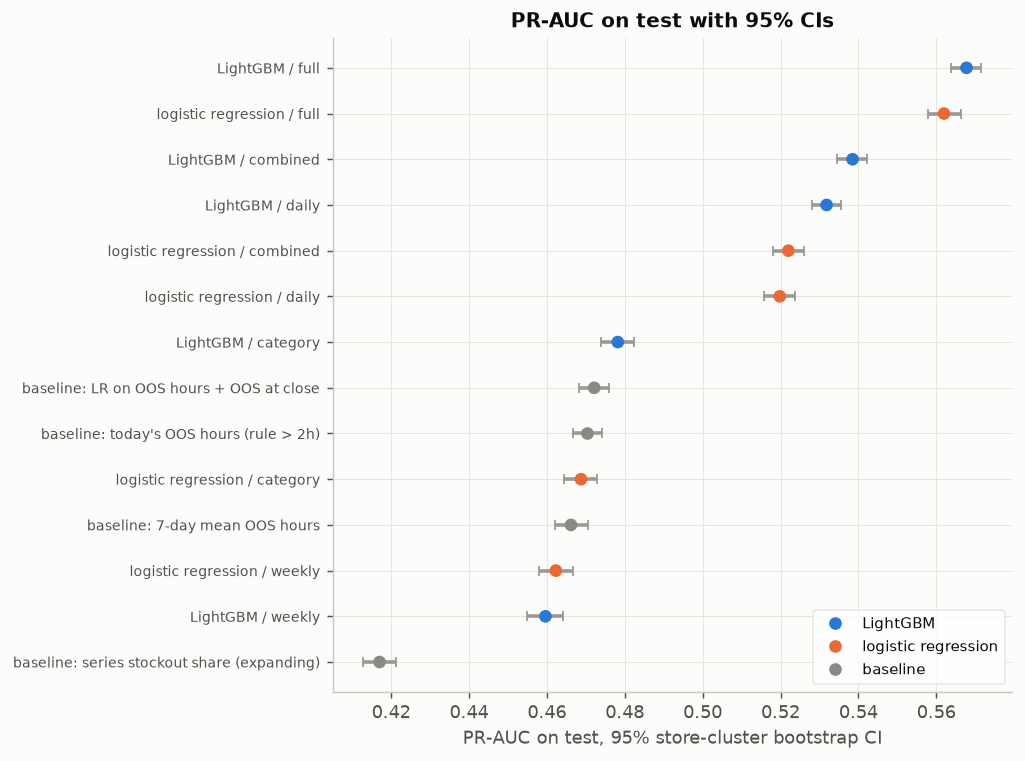 PR-AUC on test with 95% CIs
LightGBM / full
logistic regression / full
LightGBM / combined
LightGBM / daily
logistic regression / combined
logistic regression / daily
LightGBM / category
baseline: LR on OOS hours + OOS at close
baseline: today's OOS hours (rule > 2h)
logistic regression / category
baseline: 7-day mean OOS hours
logistic regression / weekly
LightGBM / weekly
baseline: series stockout share (expanding)
LightGBM
logistic regression
baseline
0.42 0.44 0.46 0.48 0.50 0.52 0.54 0.56
PR-AUC on test, 95% store-cluster bootstrap CI